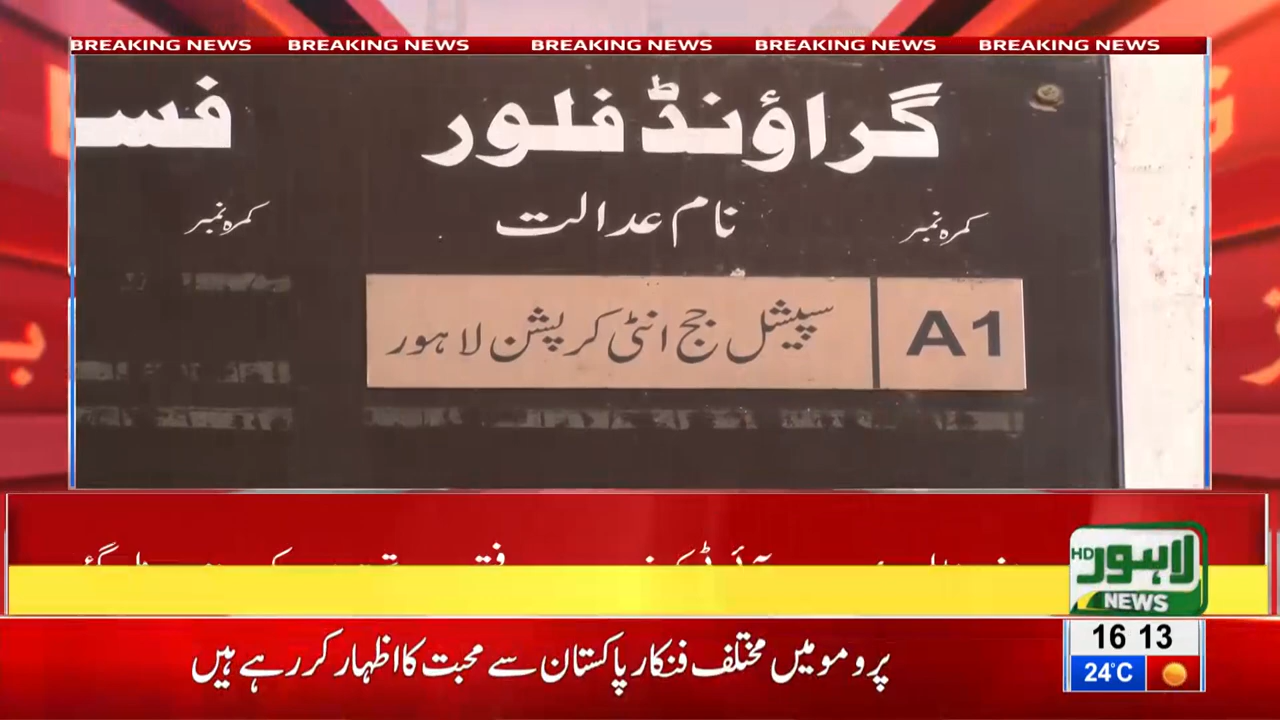 BREAKING NEWS BREAKING NEWS BREAKING NEWS BREAKING NEWS BREAKING NEWS
گراؤنڈ فلور
کمرہ نمبر نام عدالت
کمرہ نمبر
A1 سپیشل جج انٹی کرپشن لاہور
HD لاہور NEWS
پرومو میں مختلف فنکار پاکستان سے محبت کا اظہار کر رہے ہیں
16 13
24°C